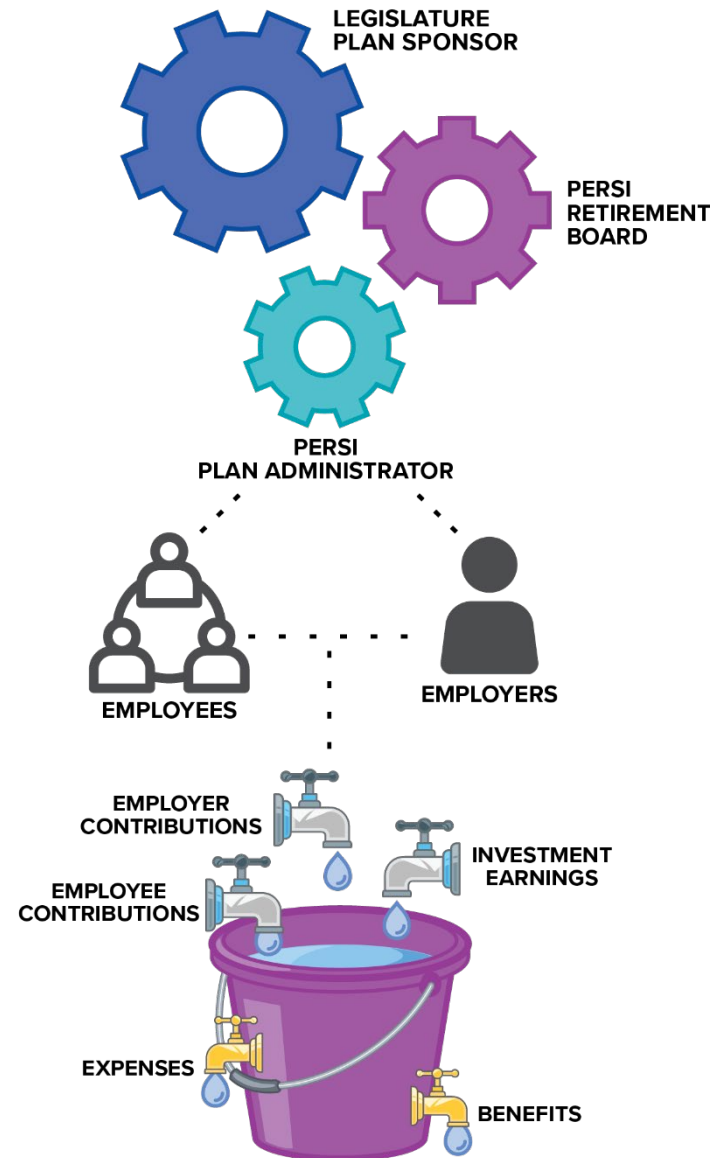 LEGISLATURE
PLAN SPONSOR
PERSI
RETIREMENT
BOARD
PERSI
PLAN ADMINISTRATOR
EMPLOYEES
EMPLOYERS
EMPLOYER
CONTRIBUTIONS
INVESTMENT
EARNINGS
EMPLOYEE
CONTRIBUTIONS
EXPENSES
BENEFITS